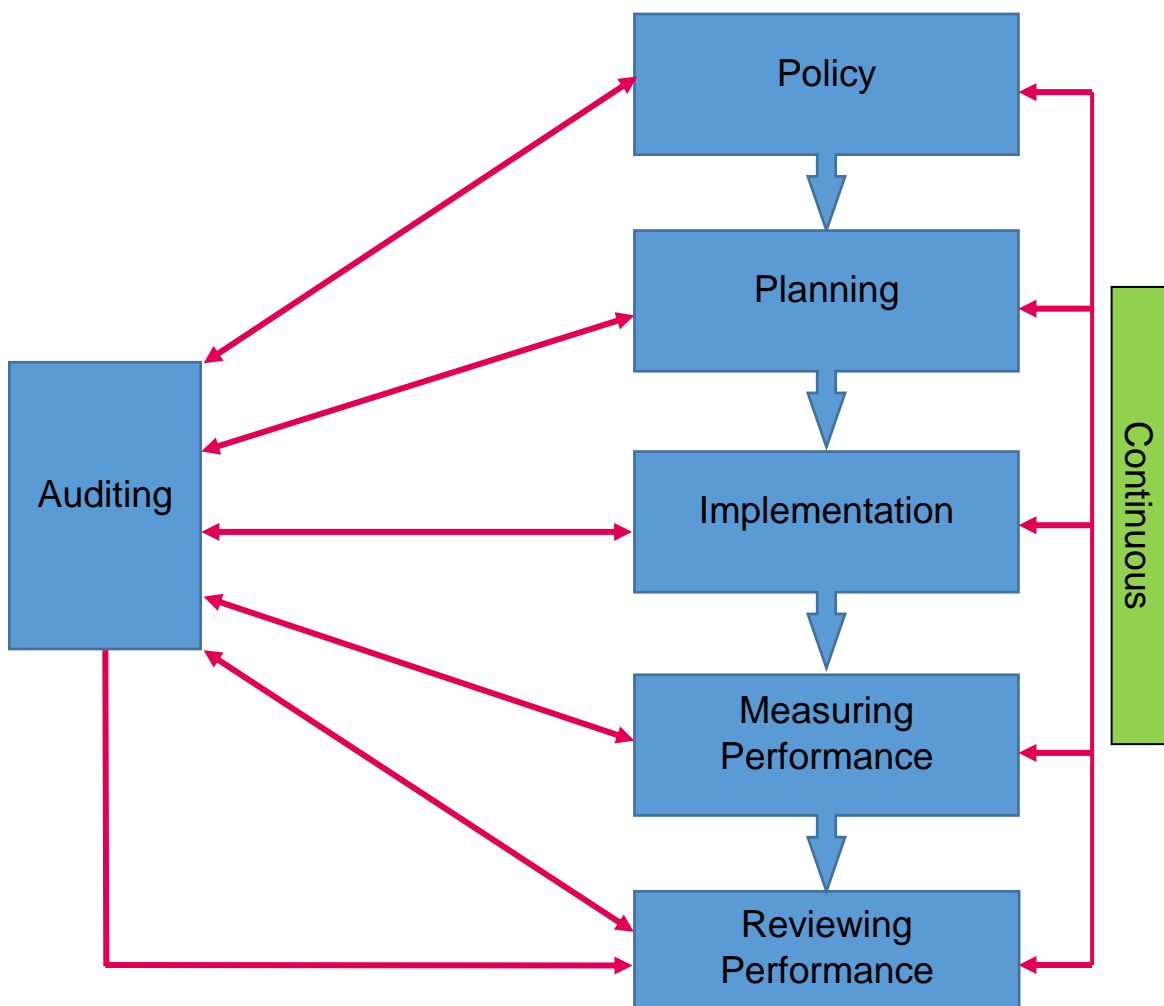 Policy
Planning
Auditing
Implementation
Continuous
Measuring
Performance
Reviewing
Performance